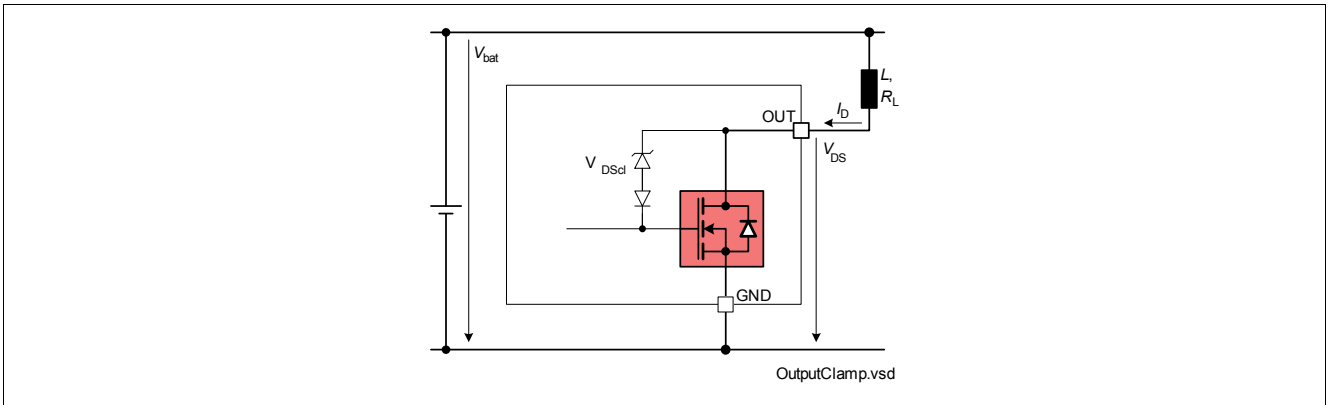 Vbat
L,
RL
ID
OUT
VDS
V DScl
GND
OutputClamp.vsd